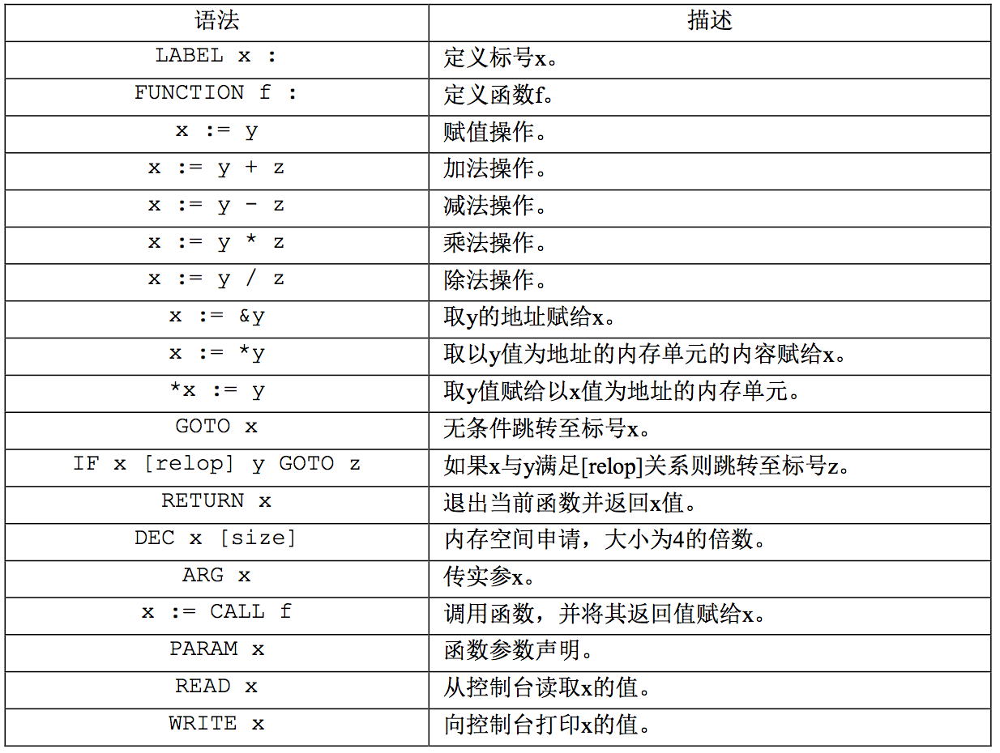 语法 描述
LABEL x : 定义标号x。
FUNCTION f : 定义函数f。
x := y 赋值操作。
x := y + z 加法操作。
x := y - z 减法操作。
x := y * z 乘法操作。
x := y / z 除法操作。
x := &y 取y的地址赋给x。
x := *y 取以y值为地址的内存单元的内容赋给x。
*x := y 取y值赋给以x值为地址的内存单元。
GOTO x 无条件跳转至标号x。
IF x [relop] y GOTO z 如果x与y满足[relop]关系则跳转至标号z。
RETURN x 退出当前函数并返回x值。
DEC x [size] 内存空间申请，大小为4的倍数。
ARG x 传实参x。
x := CALL f 调用函数，并将其返回值赋给x。
PARAM x 函数参数声明。
READ x 从控制台读取x的值。
WRITE x 向控制台打印x的值。